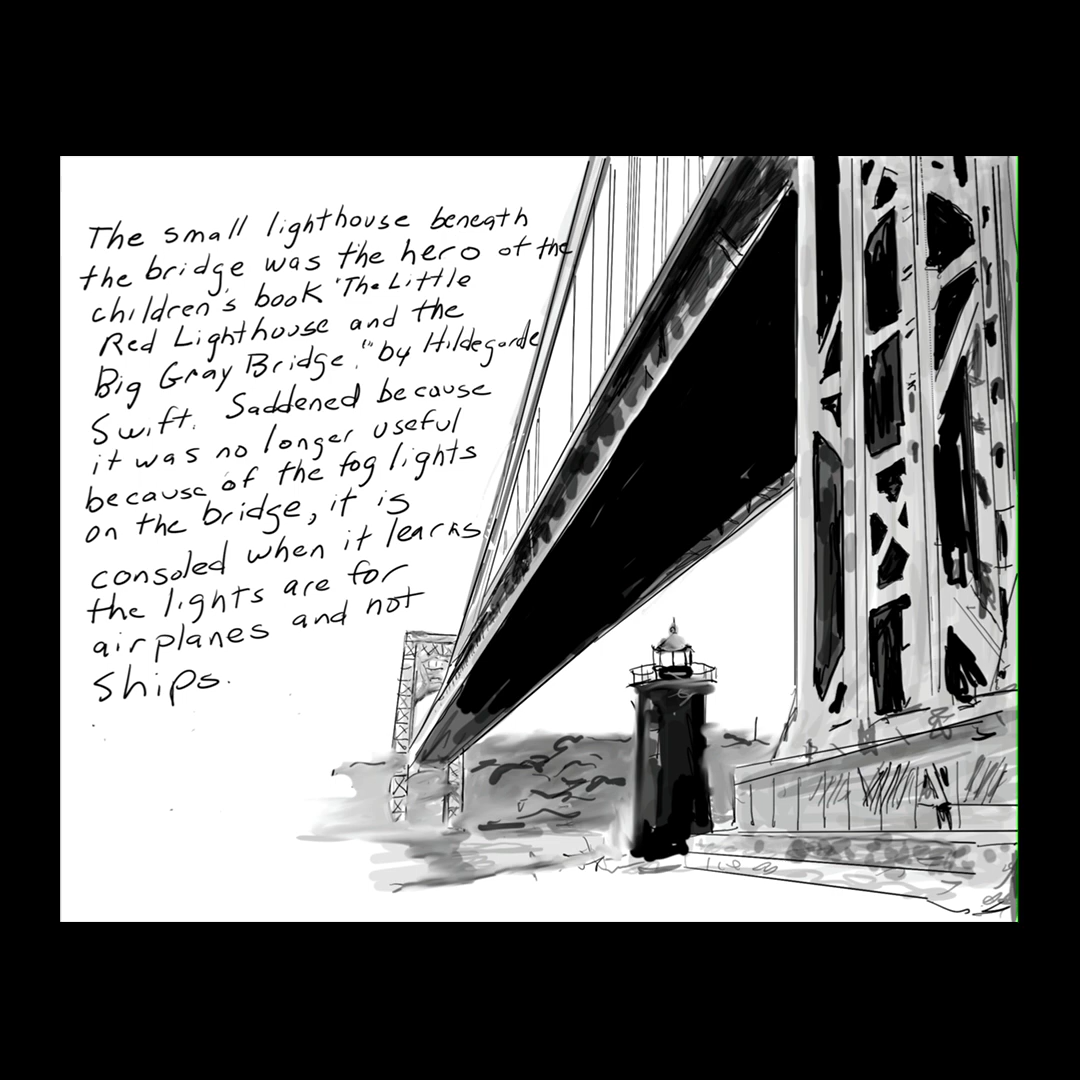 The small lighthouse beneath
the bridge was the hero ot the
children's book "The Little
Red Lighthouse and the
Big Gray Bridge." by Hildegarde
Swift. Saddened because
it was no longer useful
because of the fog lights
on the bridge, it is
consoled when it learns
the lights are for
airplanes and not
ships.